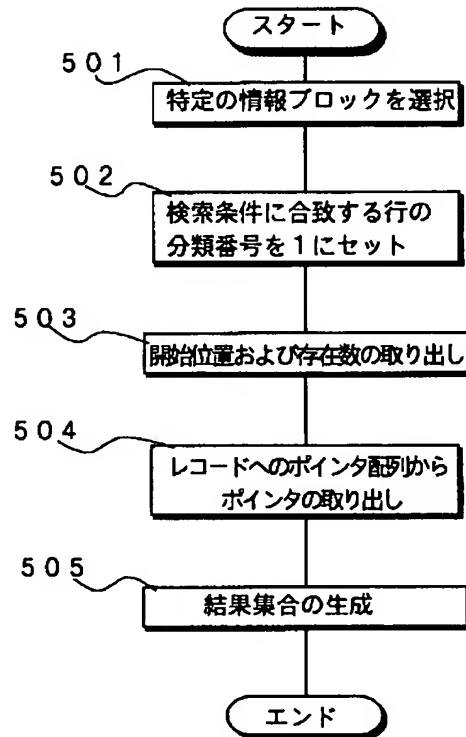 スタート
501
特定の情報ブロックを選択
502
検索条件に合致する行の
分類番号を1にセット
503
開始位置および存在数の取り出し
504
レコードへのポインタ配列から
ポインタの取り出し
505
結果集合の生成
エンド